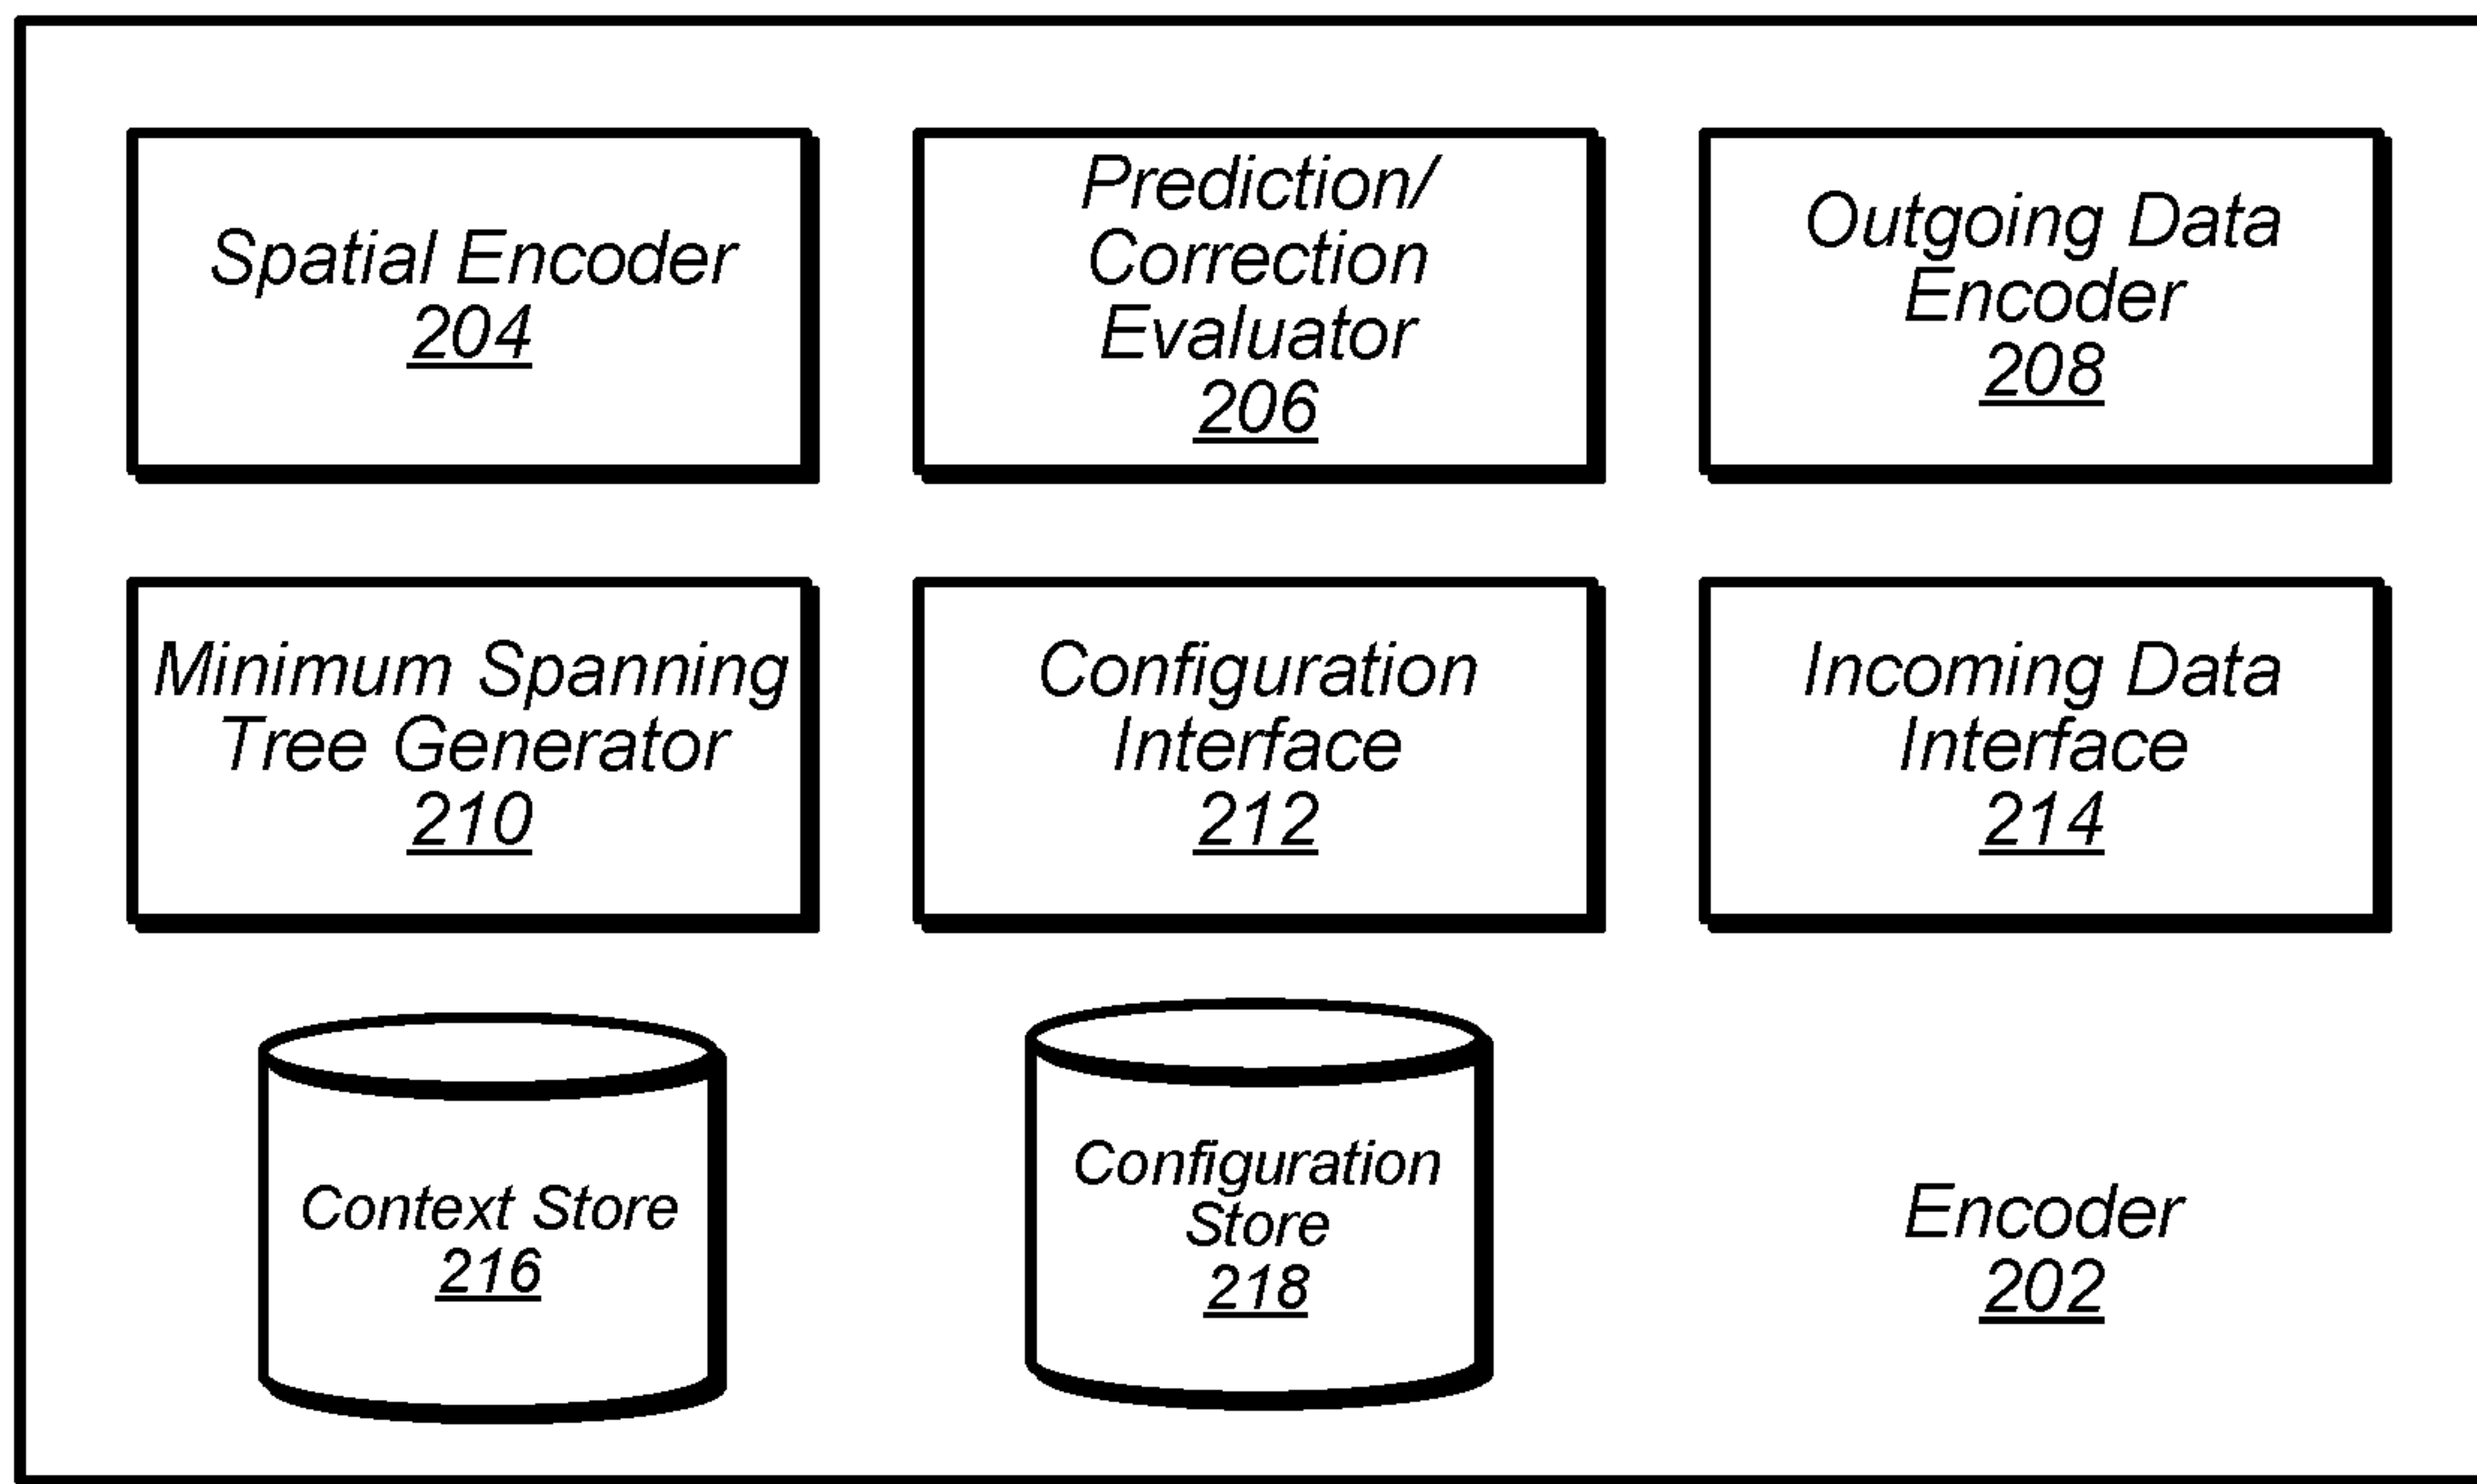 Spatial Encoder
204
Prediction/
Correction
Evaluator
206
Outgoing Data
Encoder
208
Minimum Spanning
Tree Generator
210
Configuration
Interface
212
Incoming Data
Interface
214
Context Store
216
Configuration
Store
218
Encoder
202